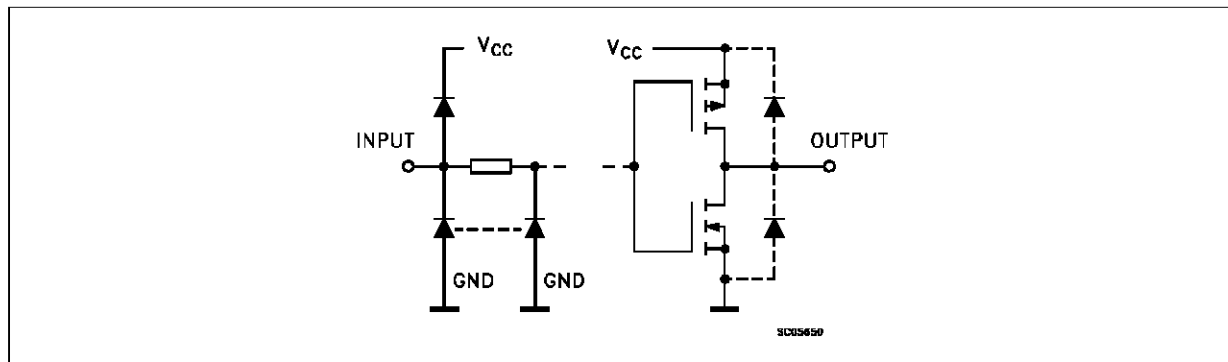 VCC
VCC
INPUT
OUTPUT
GND
GND
SC05650